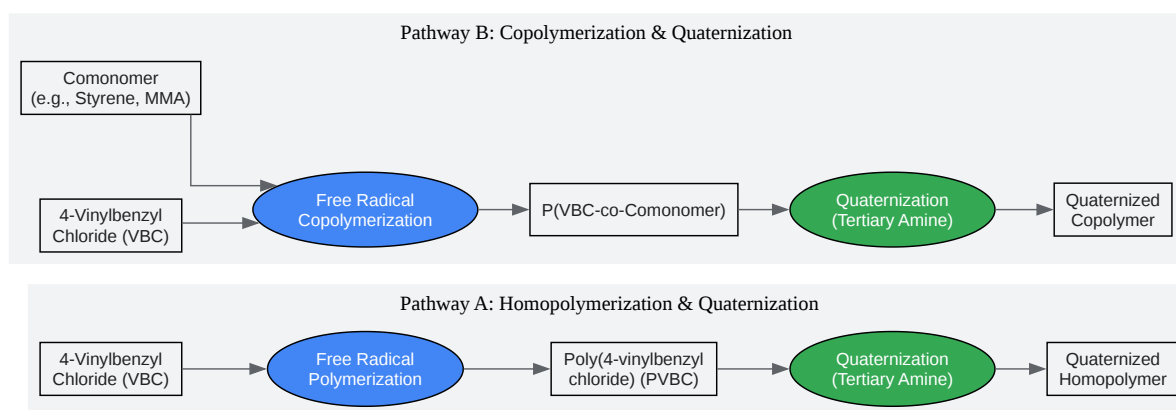 Pathway B: Copolymerization & Quaternization
Comonomer
(e.g., Styrene, MMA)
4-Vinylbenzyl
Chloride (VBC)
Free Radical
Copolymerization
P(VBC-co-Comonomer)
Quaternization
(Tertiary Amine)
Quaternized
Copolymer
Pathway A: Homopolymerization & Quaternization
4-Vinylbenzyl
Chloride (VBC)
Free Radical
Polymerization
Poly(4-vinylbenzyl
chloride) (PVBC)
Quaternization
(Tertiary Amine)
Quaternized
Homopolymer